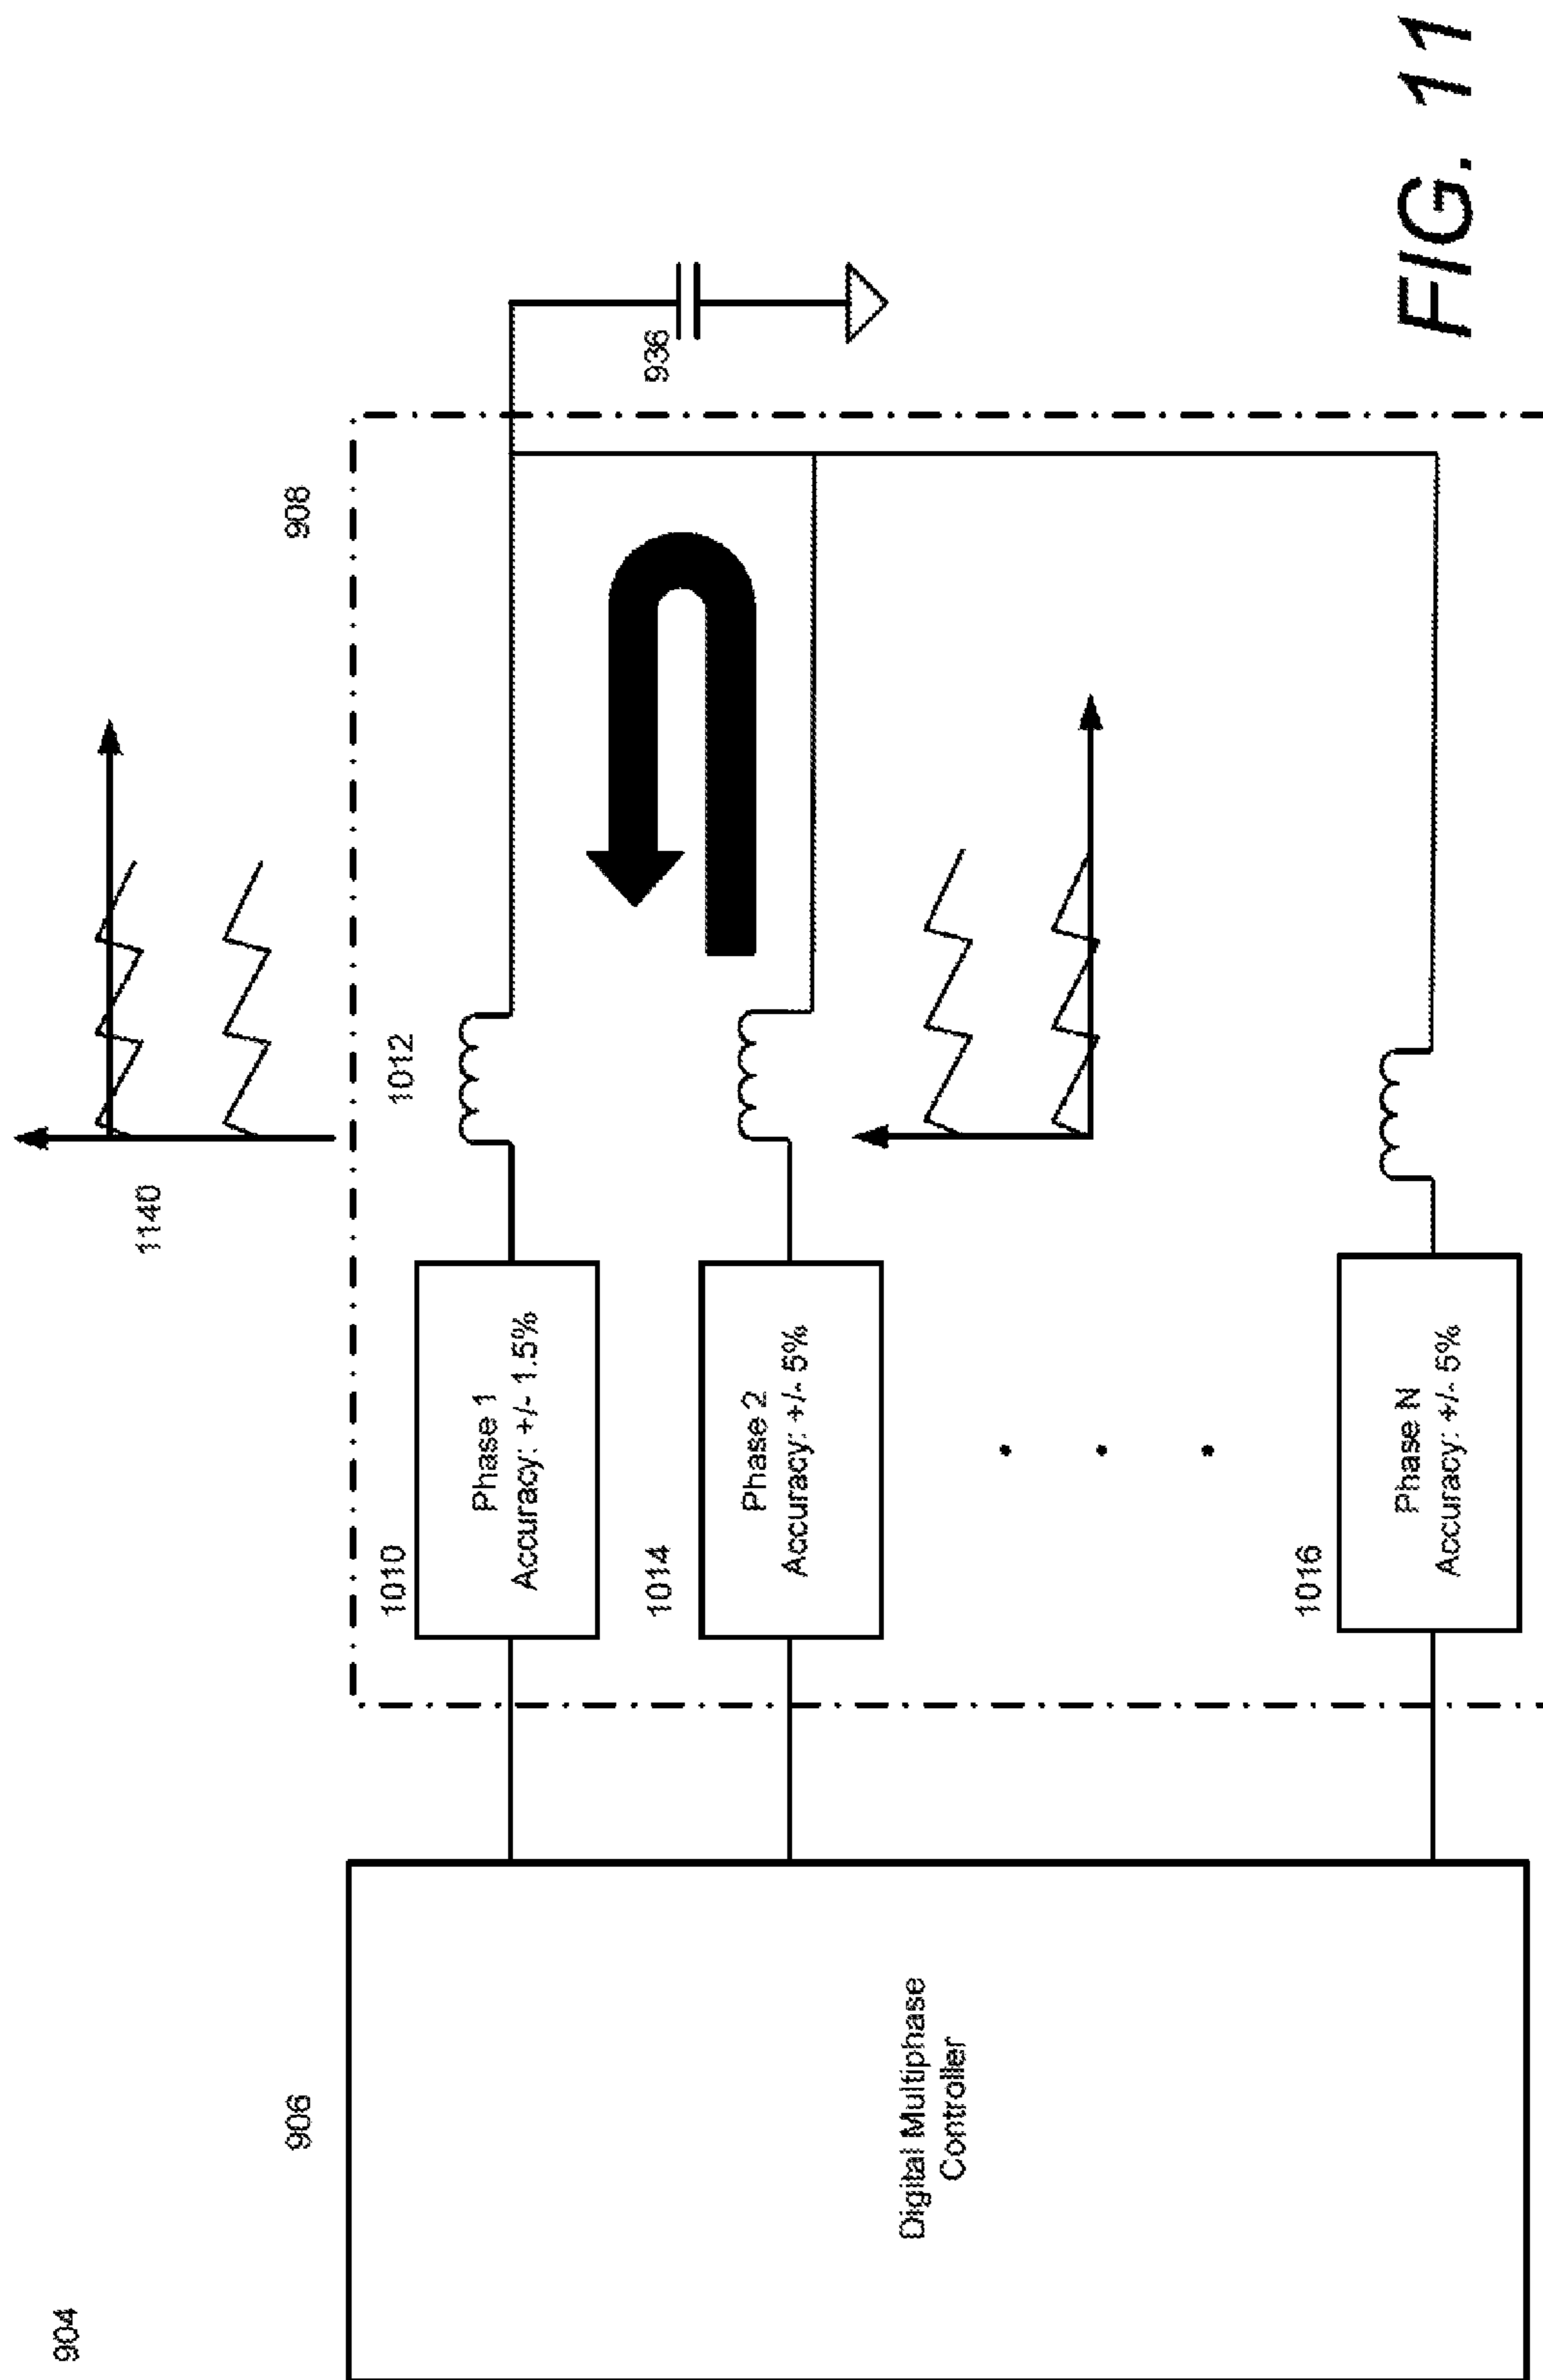 904
906
Digital Multiphase
Controller
908
1140
1010
Phase 1
Accuracy: +/- 1.5%
1012
936
1014
Phase 2
Accuracy: +/- 5%
1016
Phase N
Accuracy: +/- 5%
FIG. 11